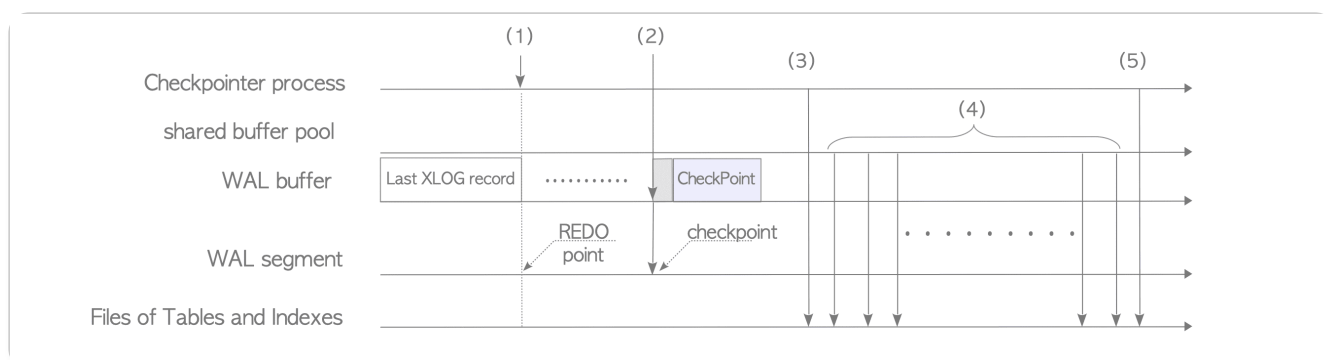 (1)
(2)
(3)
(5)
Checkpointer process
(4)
shared buffer pool
WAL buffer
Last XLOG record
CheckPoint
REDO
point
checkpoint
WAL segment
Files of Tables and Indexes